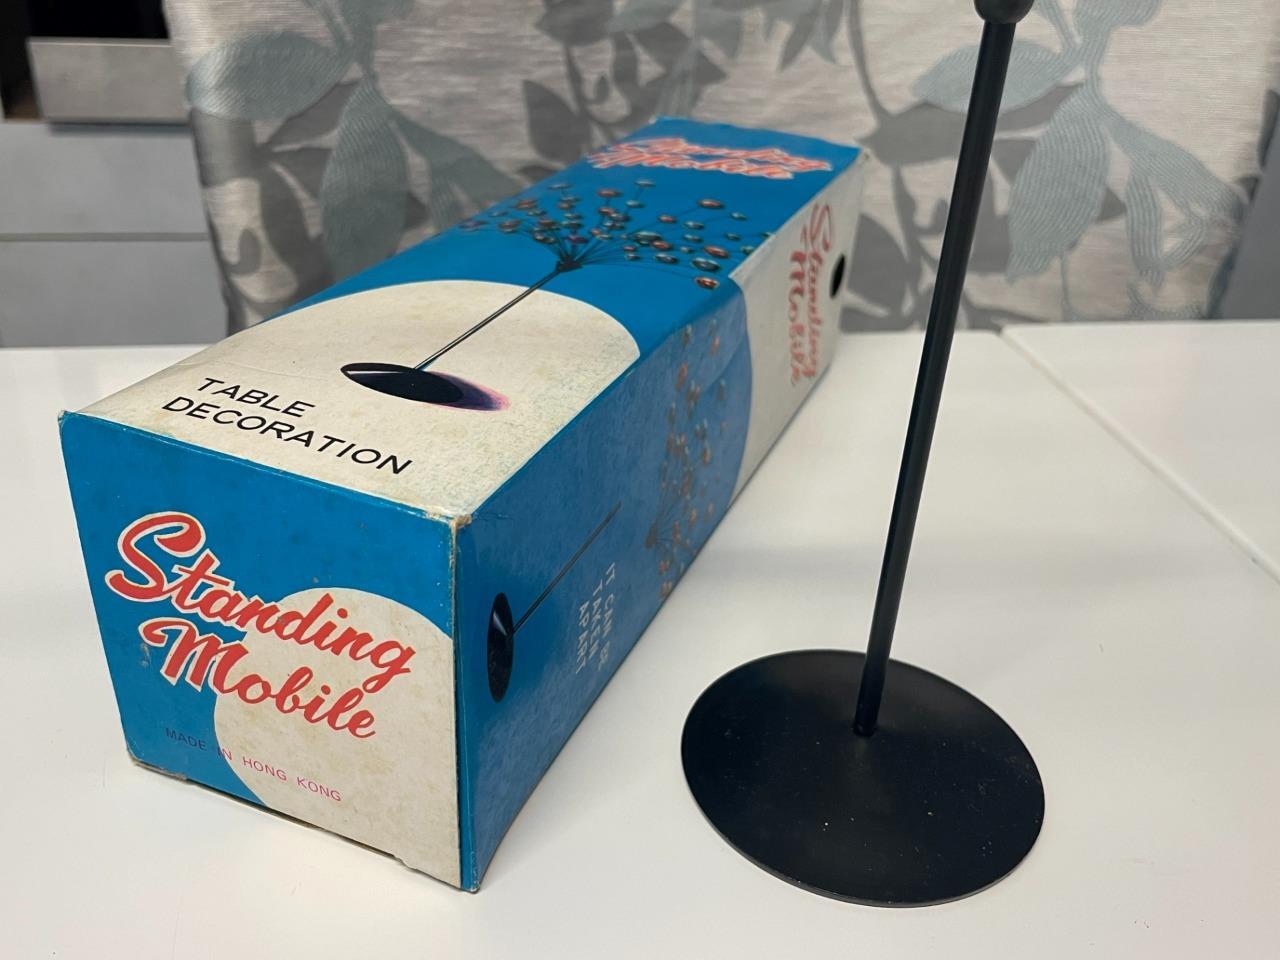 Standing
Mobile
TABLE
DECORATION
Standing
Mobile
Standing
Mobile
MADE IN HONG KONG
IT CAN BE
TAKEN
APART